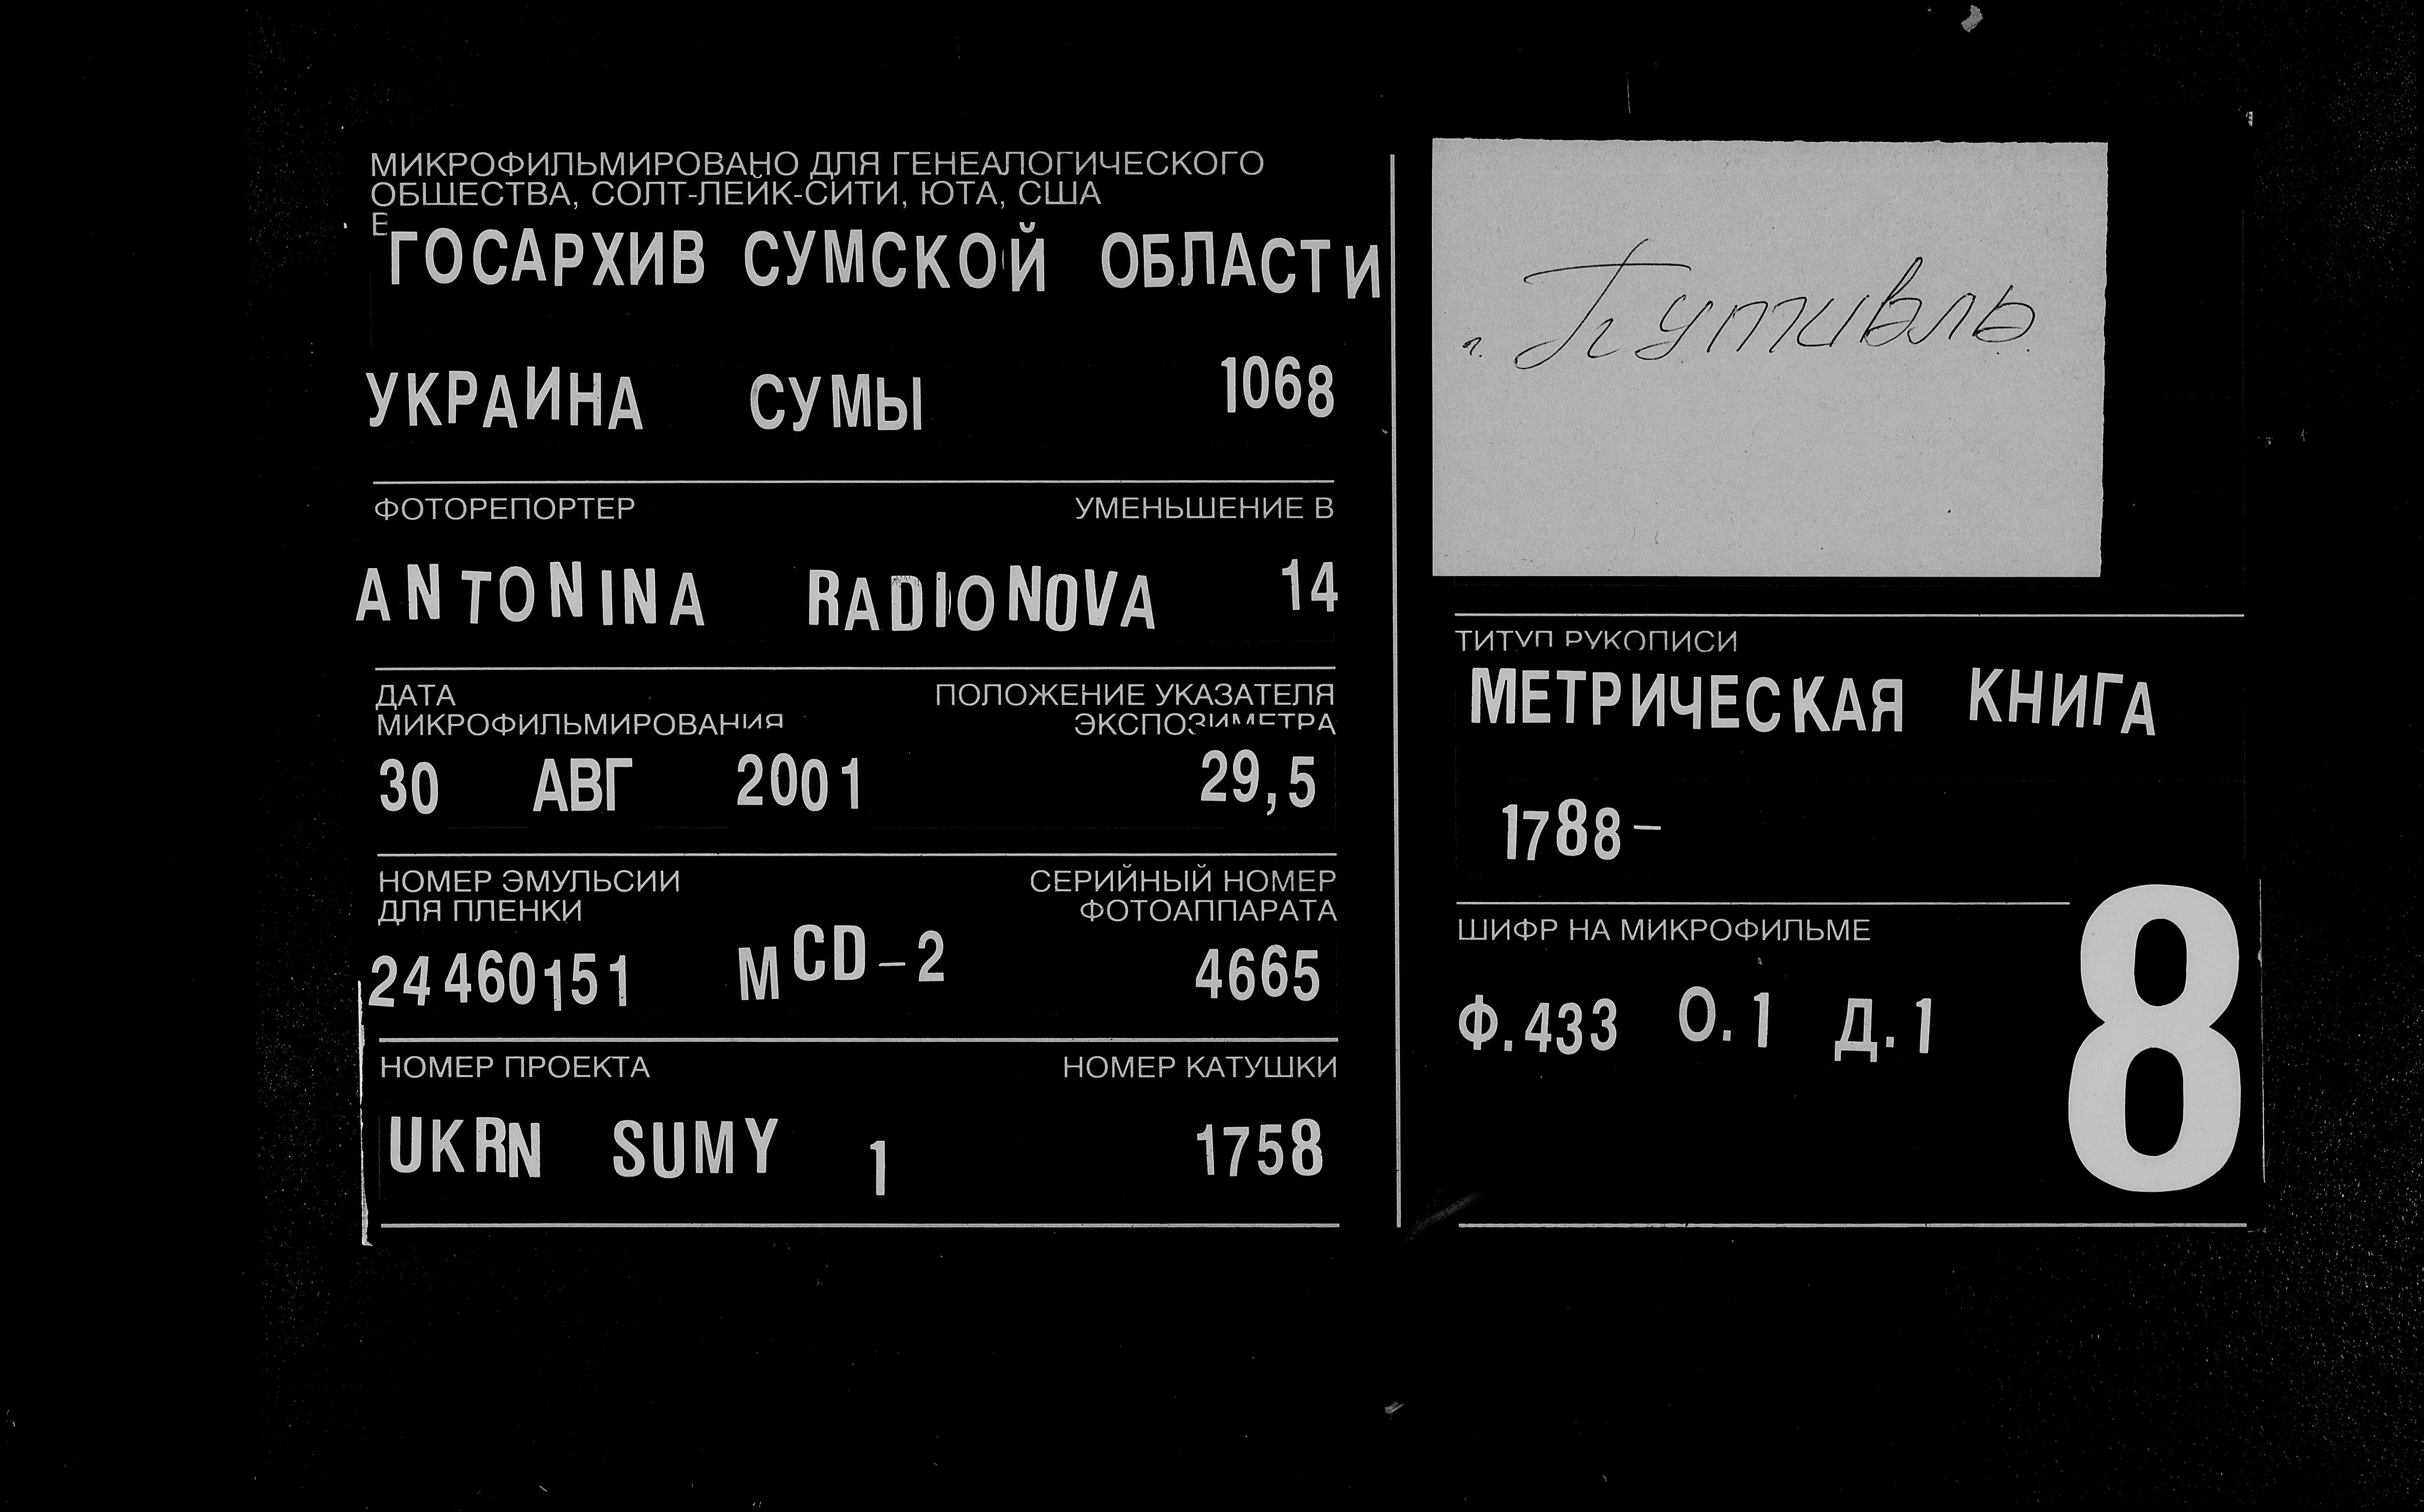 МИКРОФИЛЬМИРОВАНО ДЛЯ ГЕНЕАЛОГИЧЕСКОГО
ОБЩЕСТВА, СОЛТ-ЛЕЙК-СИТИ, ЮТА, США
В
ГОСАРХИВ СУМСКОЙ ОБЛАСТИ
УКРАИНА СУМЫ 1068
ФОТОРЕПОРТЕР УМЕНЬШЕНИЕ В
ANTONINA RADIONOVA 14
ДАТА ПОЛОЖЕНИЕ УКАЗАТЕЛЯ
МИКРОФИЛЬМИРОВАНИЯ ЭКСПОЗИМЕТРА
30 АВГ 2001 29,5
НОМЕР ЭМУЛЬСИИ СЕРИЙНЫЙ НОМЕР
ДЛЯ ПЛЕНКИ ФОТОАППАРАТА
24460151 MCD-2 4665
НОМЕР ПРОЕКТА НОМЕР КАТУШКИ
UKRN SUMY 1 1758
г. Путивль
ТИТУЛ РУКОПИСИ
МЕТРИЧЕСКАЯ КНИГА
1788-
ШИФР НА МИКРОФИЛЬМЕ
Ф.433 О.1 Д.1
8